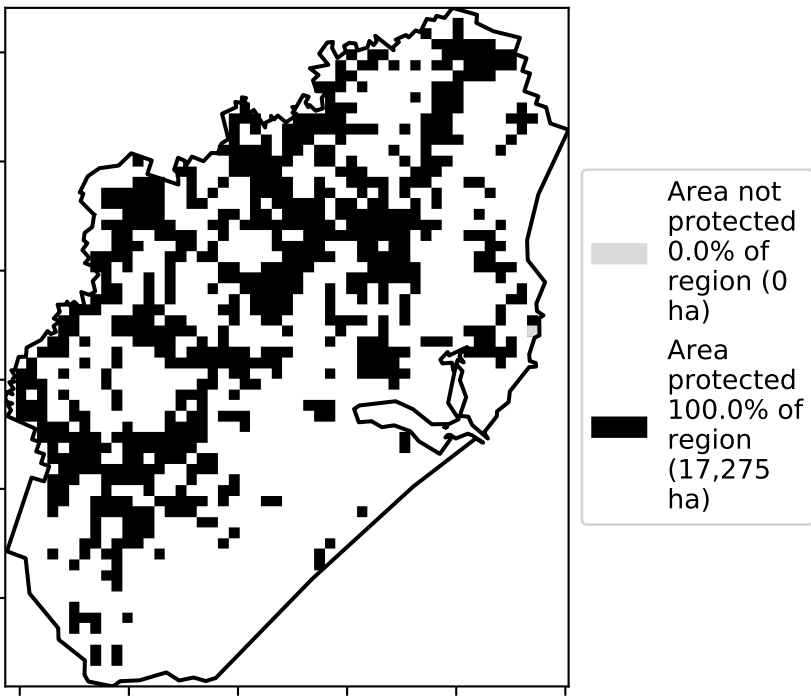 Area not
protected
0.0% of
region (0
ha)
Area
protected
100.0% of
region
(17,275
ha)